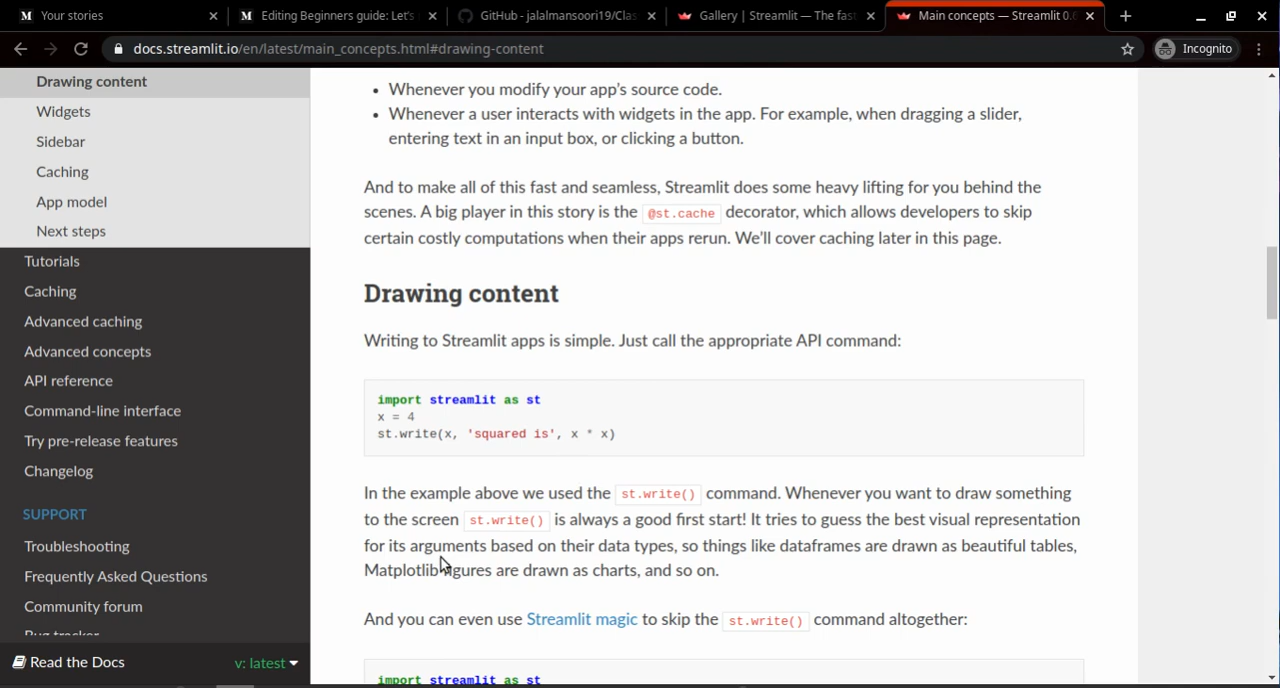 Your stories
Editing Beginners guide: Let's
GitHub - jalalmansoori19/Clas
Gallery | Streamlit — The fast
Main concepts — Streamlit 0.
docs.streamlit.io/en/latest/main_concepts.html#drawing-content
Incognito
Drawing content
Widgets
Sidebar
Caching
App model
Next steps
Tutorials
Caching
Advanced caching
Advanced concepts
API reference
Command-line interface
Try pre-release features
Changelog
SUPPORT
Troubleshooting
Frequently Asked Questions
Community forum
Bug tracker
Read the Docs
v: latest
Whenever you modify your app's source code.
Whenever a user interacts with widgets in the app. For example, when dragging a slider,
entering text in an input box, or clicking a button.
And to make all of this fast and seamless, Streamlit does some heavy lifting for you behind the
scenes. A big player in this story is the @st.cache decorator, which allows developers to skip
certain costly computations when their apps rerun. We'll cover caching later in this page.
Drawing content
Writing to Streamlit apps is simple. Just call the appropriate API command:
import streamlit as st
x = 4
st.write(x, 'squared is', x * x)
In the example above we used the st.write() command. Whenever you want to draw something
to the screen st.write() is always a good first start! It tries to guess the best visual representation
for its arguments based on their data types, so things like dataframes are drawn as beautiful tables,
Matplotlib figures are drawn as charts, and so on.
And you can even use Streamlit magic to skip the st.write() command altogether:
import streamlit as st